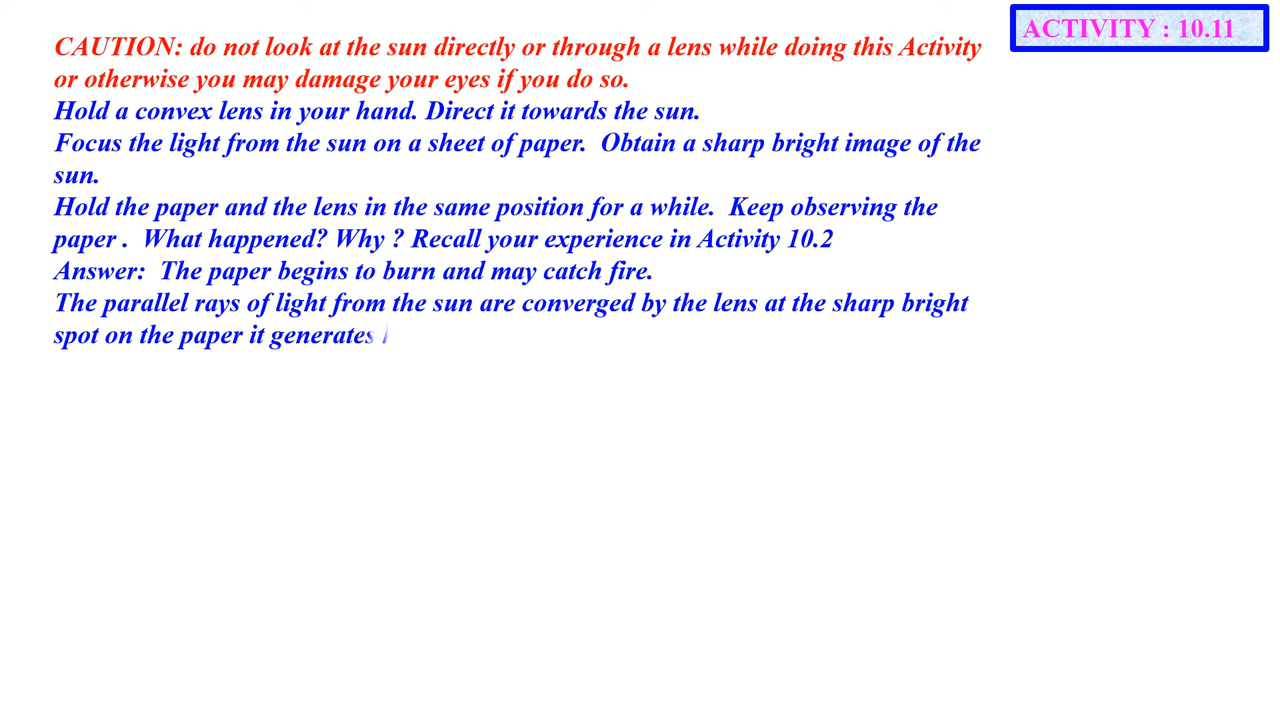 ACTIVITY : 10.11
CAUTION: do not look at the sun directly or through a lens while doing this Activity
or otherwise you may damage your eyes if you do so.
Hold a convex lens in your hand. Direct it towards the sun.
Focus the light from the sun on a sheet of paper. Obtain a sharp bright image of the
sun.
Hold the paper and the lens in the same position for a while. Keep observing the
paper . What happened? Why ? Recall your experience in Activity 10.2
Answer: The paper begins to burn and may catch fire.
The parallel rays of light from the sun are converged by the lens at the sharp bright
spot on the paper it generates